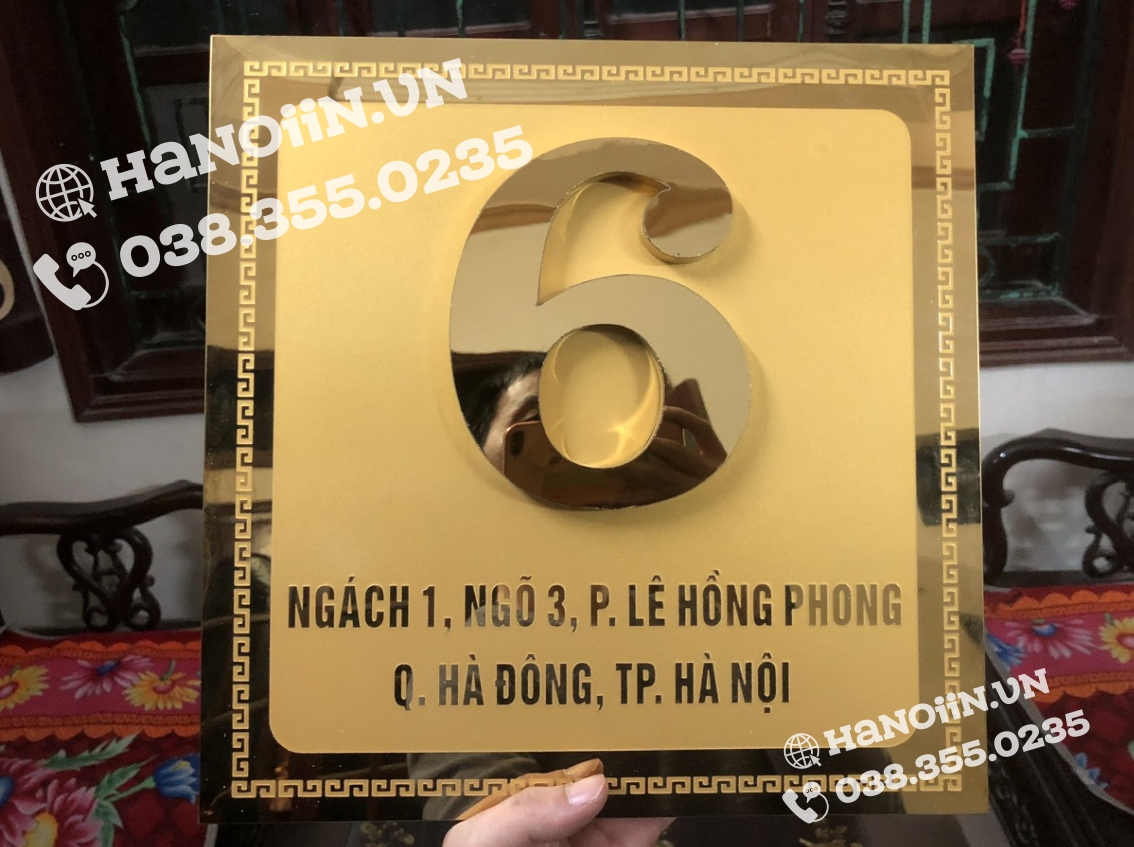 HaNOiiN.VN
038.355.0235
6
NGÁCH 1, NGÕ 3, P. LÊ HỒNG PHONG
Q. HÀ ĐÔNG, TP. HÀ NỘI
HaNOiiN.VN
038.355.0235